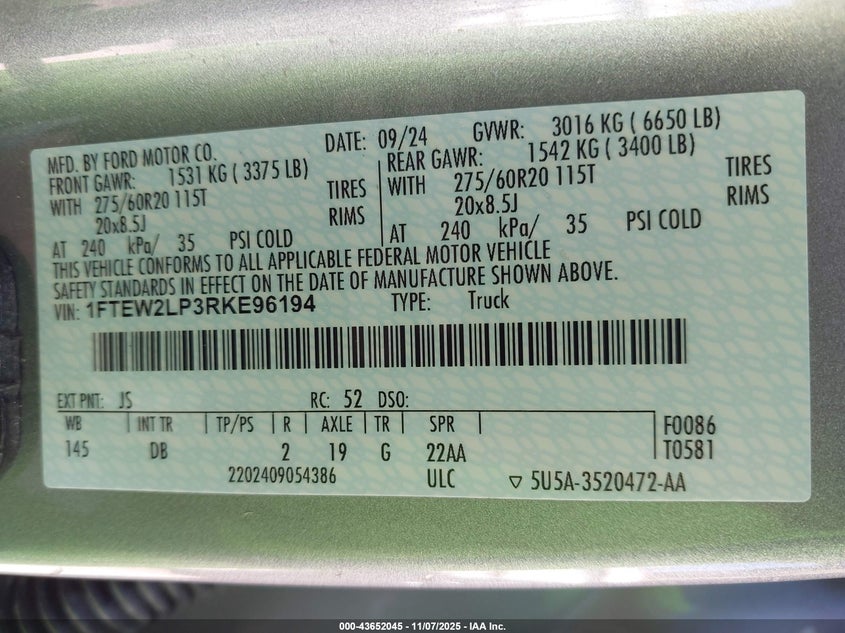 MFD. BY FORD MOTOR CO. DATE: 09/24 GVWR: 3016 KG ( 6650 LB)
FRONT GAWR: 1531 KG ( 3375 LB) REAR GAWR: 1542 KG ( 3400 LB)
WITH 275/60R20 115T TIRES WITH 275/60R20 115T TIRES
20x8.5J RIMS 20x8.5J RIMS
AT 240 kPa/ 35 PSI COLD AT 240 kPa/ 35 PSI COLD
THIS VEHICLE CONFORMS TO ALL APPLICABLE FEDERAL MOTOR VEHICLE
SAFETY STANDARDS IN EFFECT ON THE DATE OF MANUFACTURE SHOWN ABOVE.
VIN: 1FTEW2LP3RKE96194 TYPE: Truck
EXT PNT: JS RC: 52 DSO:
WB INT TR TP/PS R AXLE TR SPR F0086
145 DB 2 19 G 22AA T0581
2202409054386 ULC ▽ 5U5A-3520472-AA
000-43652045 - 11/07/2025 - IAA Inc.